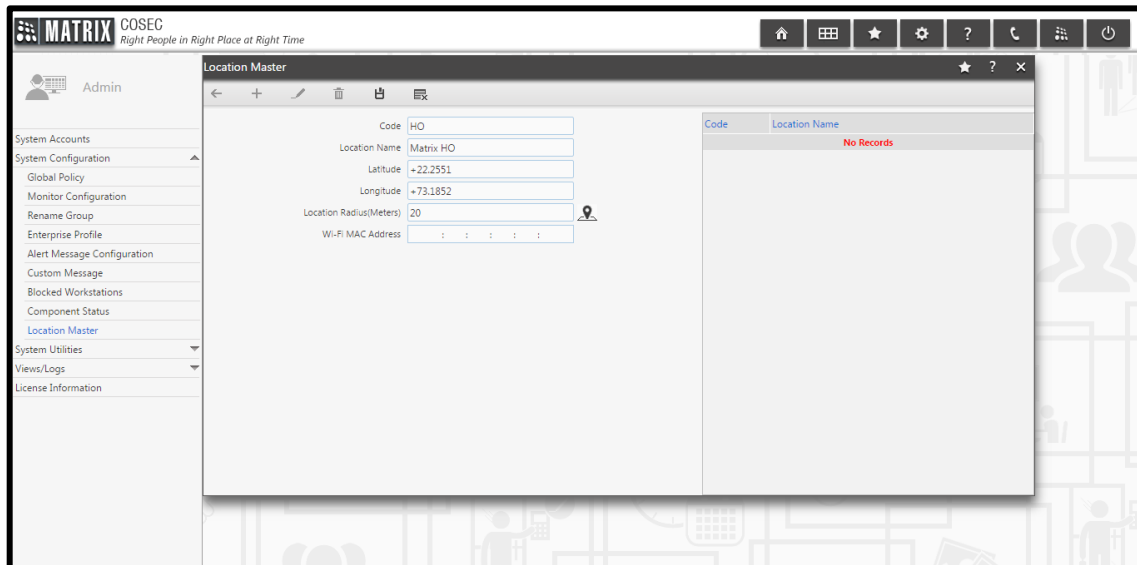 MATRIX COSEC
Right People in Right Place at Right Time
?
Admin
System Accounts
System Configuration
Global Policy
Monitor Configuration
Rename Group
Enterprise Profile
Alert Message Configuration
Custom Message
Blocked Workstations
Component Status
Location Master
System Utilities
Views/Logs
License Information
Location Master
? ×
Code HO
Location Name Matrix HO
Latitude +22.2551
Longitude +73.1852
Location Radius(Meters) 20
Wi-Fi MAC Address : : : : :
Code Location Name
No Records